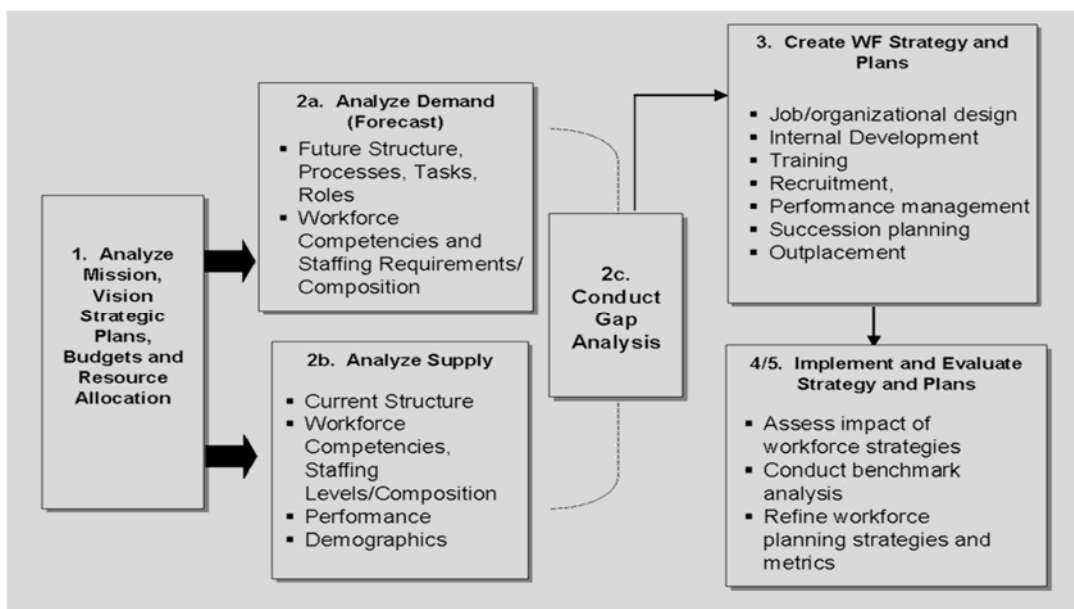 1. Analyze
Mission,
Vision
Strategic
Plans,
Budgets and
Resource
Allocation
2a. Analyze Demand
(Forecast)
▪ Future Structure,
Processes, Tasks,
Roles
▪ Workforce
Competencies and
Staffing Requirements/
Composition
2b. Analyze Supply
▪ Current Structure
▪ Workforce
Competencies,
Staffing
Levels/Composition
▪ Performance
▪ Demographics
2c.
Conduct
Gap
Analysis
3. Create WF Strategy and
Plans
▪ Job/organizational design
▪ Internal Development
▪ Training
▪ Recruitment,
▪ Performance management
▪ Succession planning
▪ Outplacement
4/5. Implement and Evaluate
Strategy and Plans
▪ Assess impact of
workforce strategies
▪ Conduct benchmark
analysis
▪ Refine workforce
planning strategies and
metrics